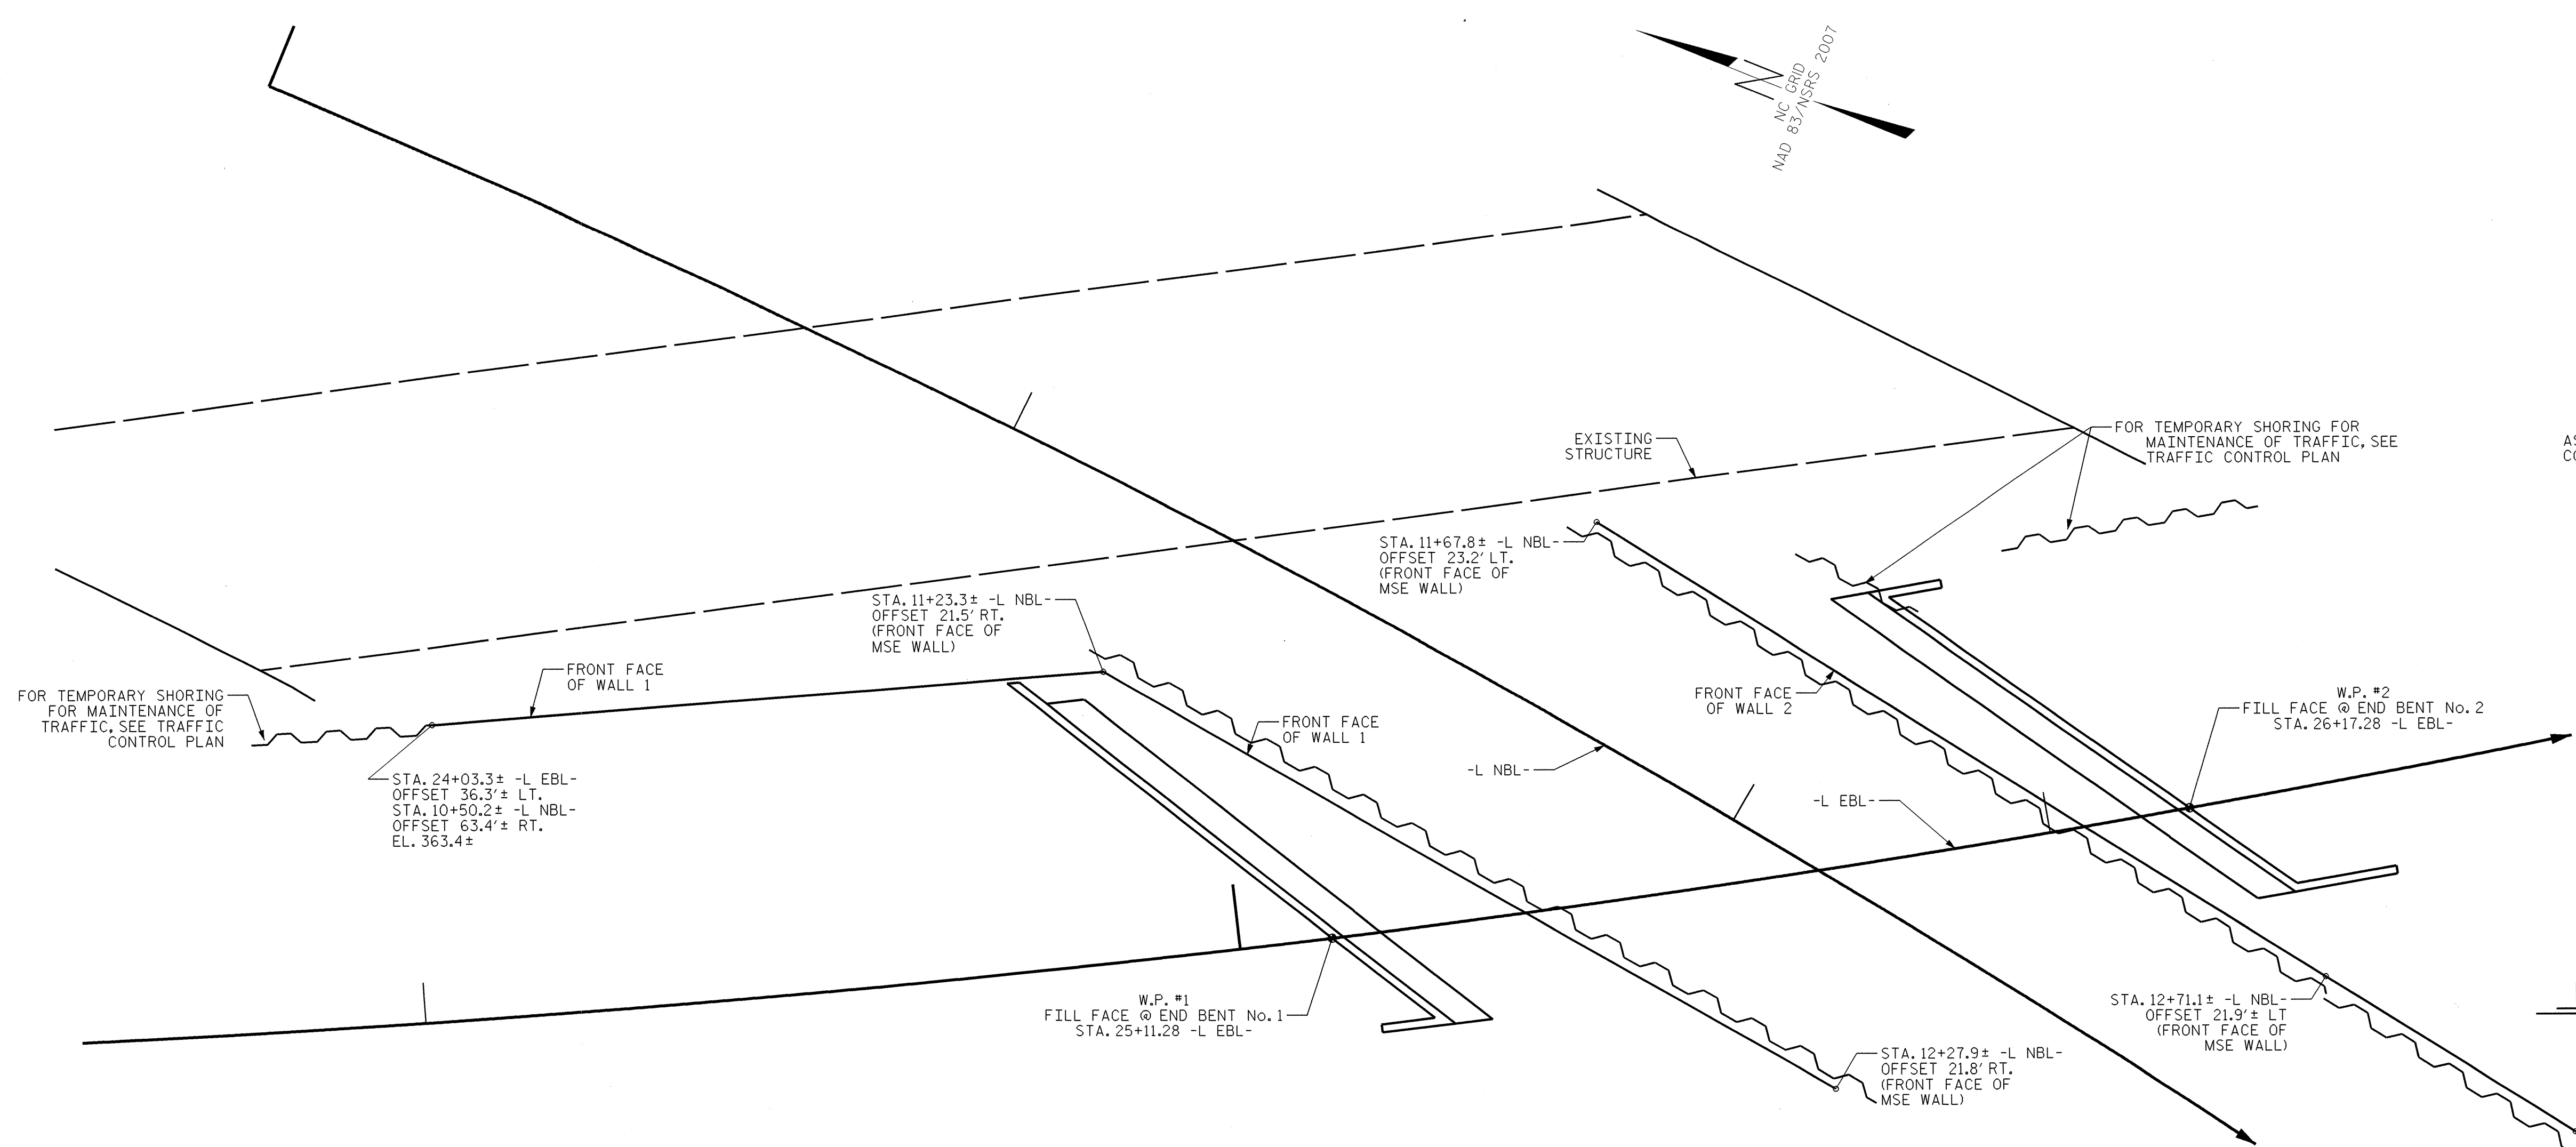 N
NC GRID
NAD 83/NSRS 2007
EXISTING
STRUCTURE
FOR TEMPORARY SHORING FOR
MAINTENANCE OF TRAFFIC, SEE
TRAFFIC CONTROL PLAN
STA. 11+67.8± -L NBL-
OFFSET 23.2' LT.
(FRONT FACE OF
MSE WALL)
STA. 11+23.3± -L NBL-
OFFSET 21.5' RT.
(FRONT FACE OF
MSE WALL)
FRONT FACE
OF WALL 1
FOR TEMPORARY SHORING
FOR MAINTENANCE OF
TRAFFIC, SEE TRAFFIC
CONTROL PLAN
FRONT FACE
OF WALL 1
FRONT FACE
OF WALL 2
W.P. #2
FILL FACE @ END BENT No. 2
STA. 26+17.28 -L EBL-
-L NBL-
-L EBL-
STA. 24+03.3± -L EBL-
OFFSET 36.3'± LT.
STA. 10+50.2± -L NBL-
OFFSET 63.4'± RT.
EL. 363.4±
W.P. #1
FILL FACE @ END BENT No. 1
STA. 25+11.28 -L EBL-
STA. 12+71.1± -L NBL-
OFFSET 21.9'± LT
(FRONT FACE OF
MSE WALL)
STA. 12+27.9± -L NBL-
OFFSET 21.8' RT.
(FRONT FACE OF
MSE WALL)